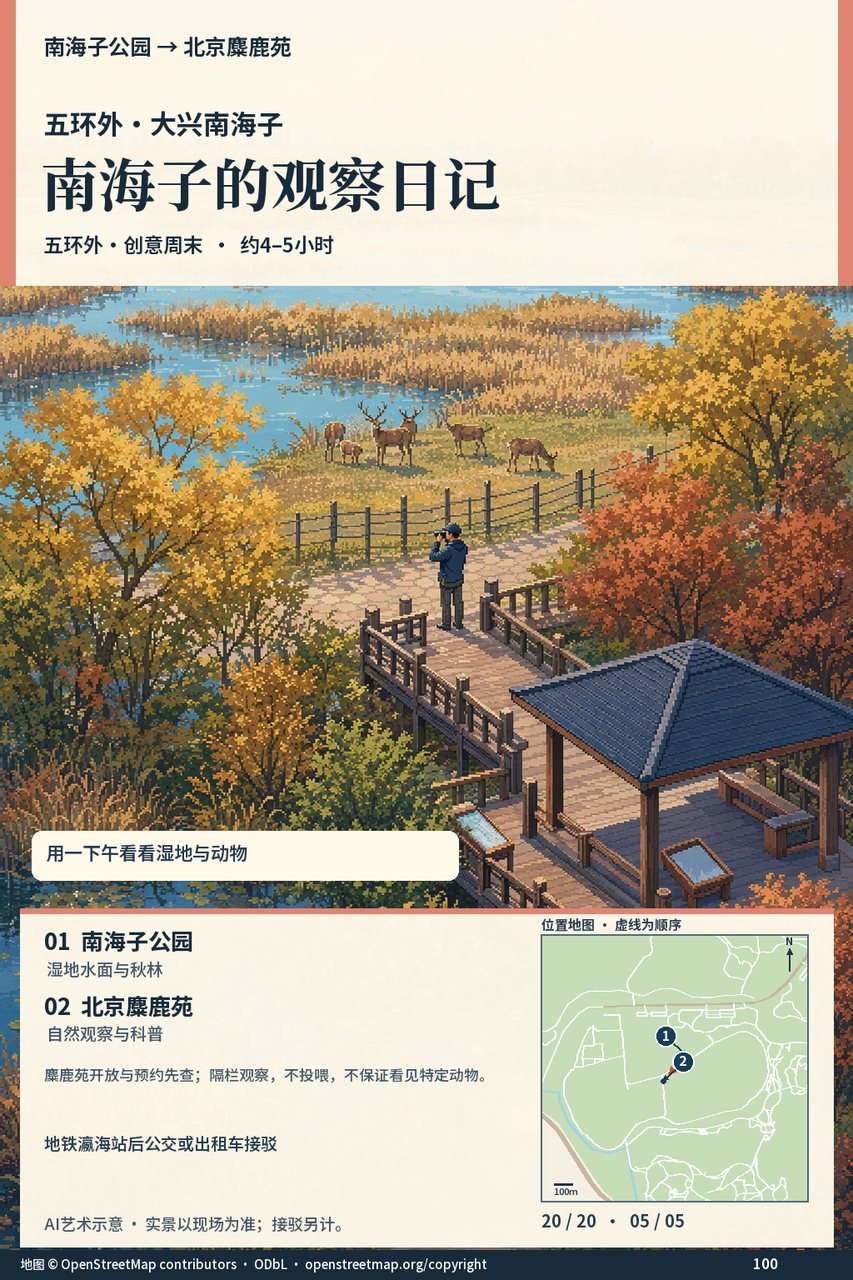 南海子公园 → 北京麋鹿苑
五环外·大兴南海子
南海子的观察日记
五环外·创意周末 · 约4–5小时
用一下午看看湿地与动物
01 南海子公园
湿地水面与秋林
02 北京麋鹿苑
自然观察与科普
麋鹿苑开放与预约先查；隔栏观察，不投喂，不保证看见特定动物。
地铁瀛海站后公交或出租车接驳
AI艺术示意·实景以现场为准；接驳另计。
位置地图·虚线为顺序
N
1
2
100m
20 / 20 · 05 / 05
地图 © OpenStreetMap contributors · ODbL · openstreetmap.org/copyright
100